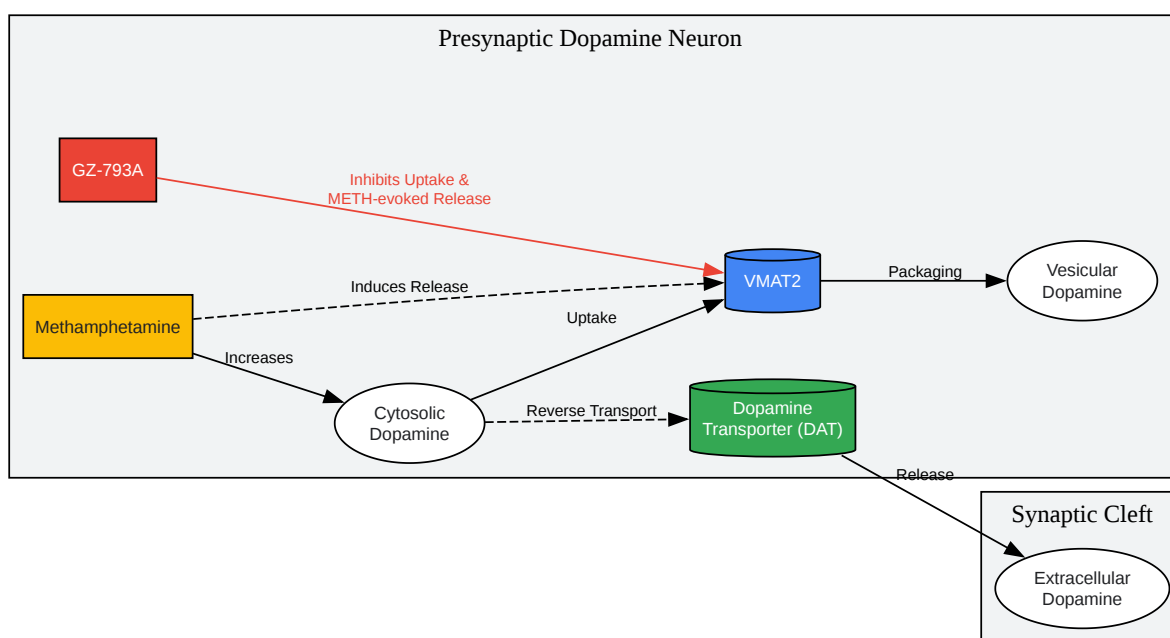 Presynaptic Dopamine Neuron
GZ-793A
Inhibits Uptake &
METH-evoked Release
VMAT2
Packaging
Vesicular
Dopamine
Induces Release
Methamphetamine
Uptake
Increases
Cytosolic
Dopamine
Reverse Transport
Dopamine
Transporter (DAT)
Release
Synaptic Cleft
Extracellular
Dopamine